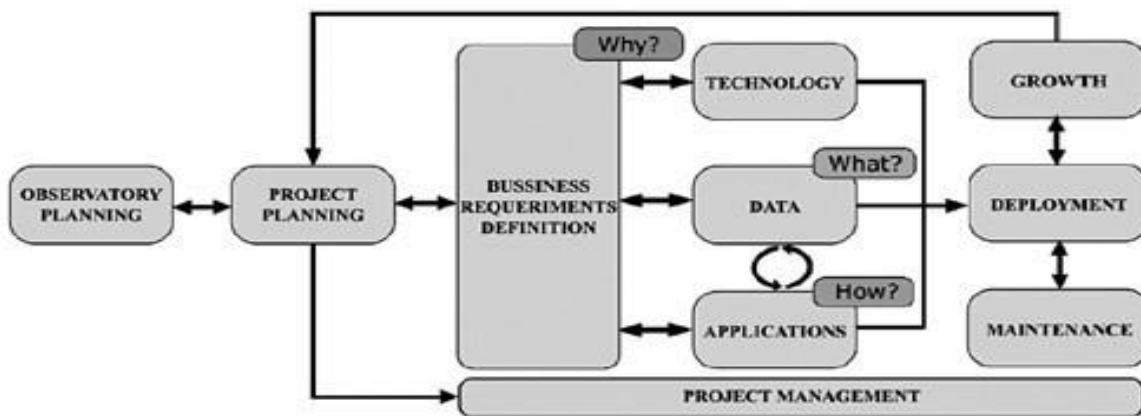 Why?
TECHNOLOGY
GROWTH
What?
OBSERVATORY
PLANNING
PROJECT
PLANNING
BUSSINESS
REQUERIMENTS
DEFINITION
DATA
DEPLOYMENT
How?
APPLICATIONS
MAINTENANCE
PROJECT MANAGEMENT